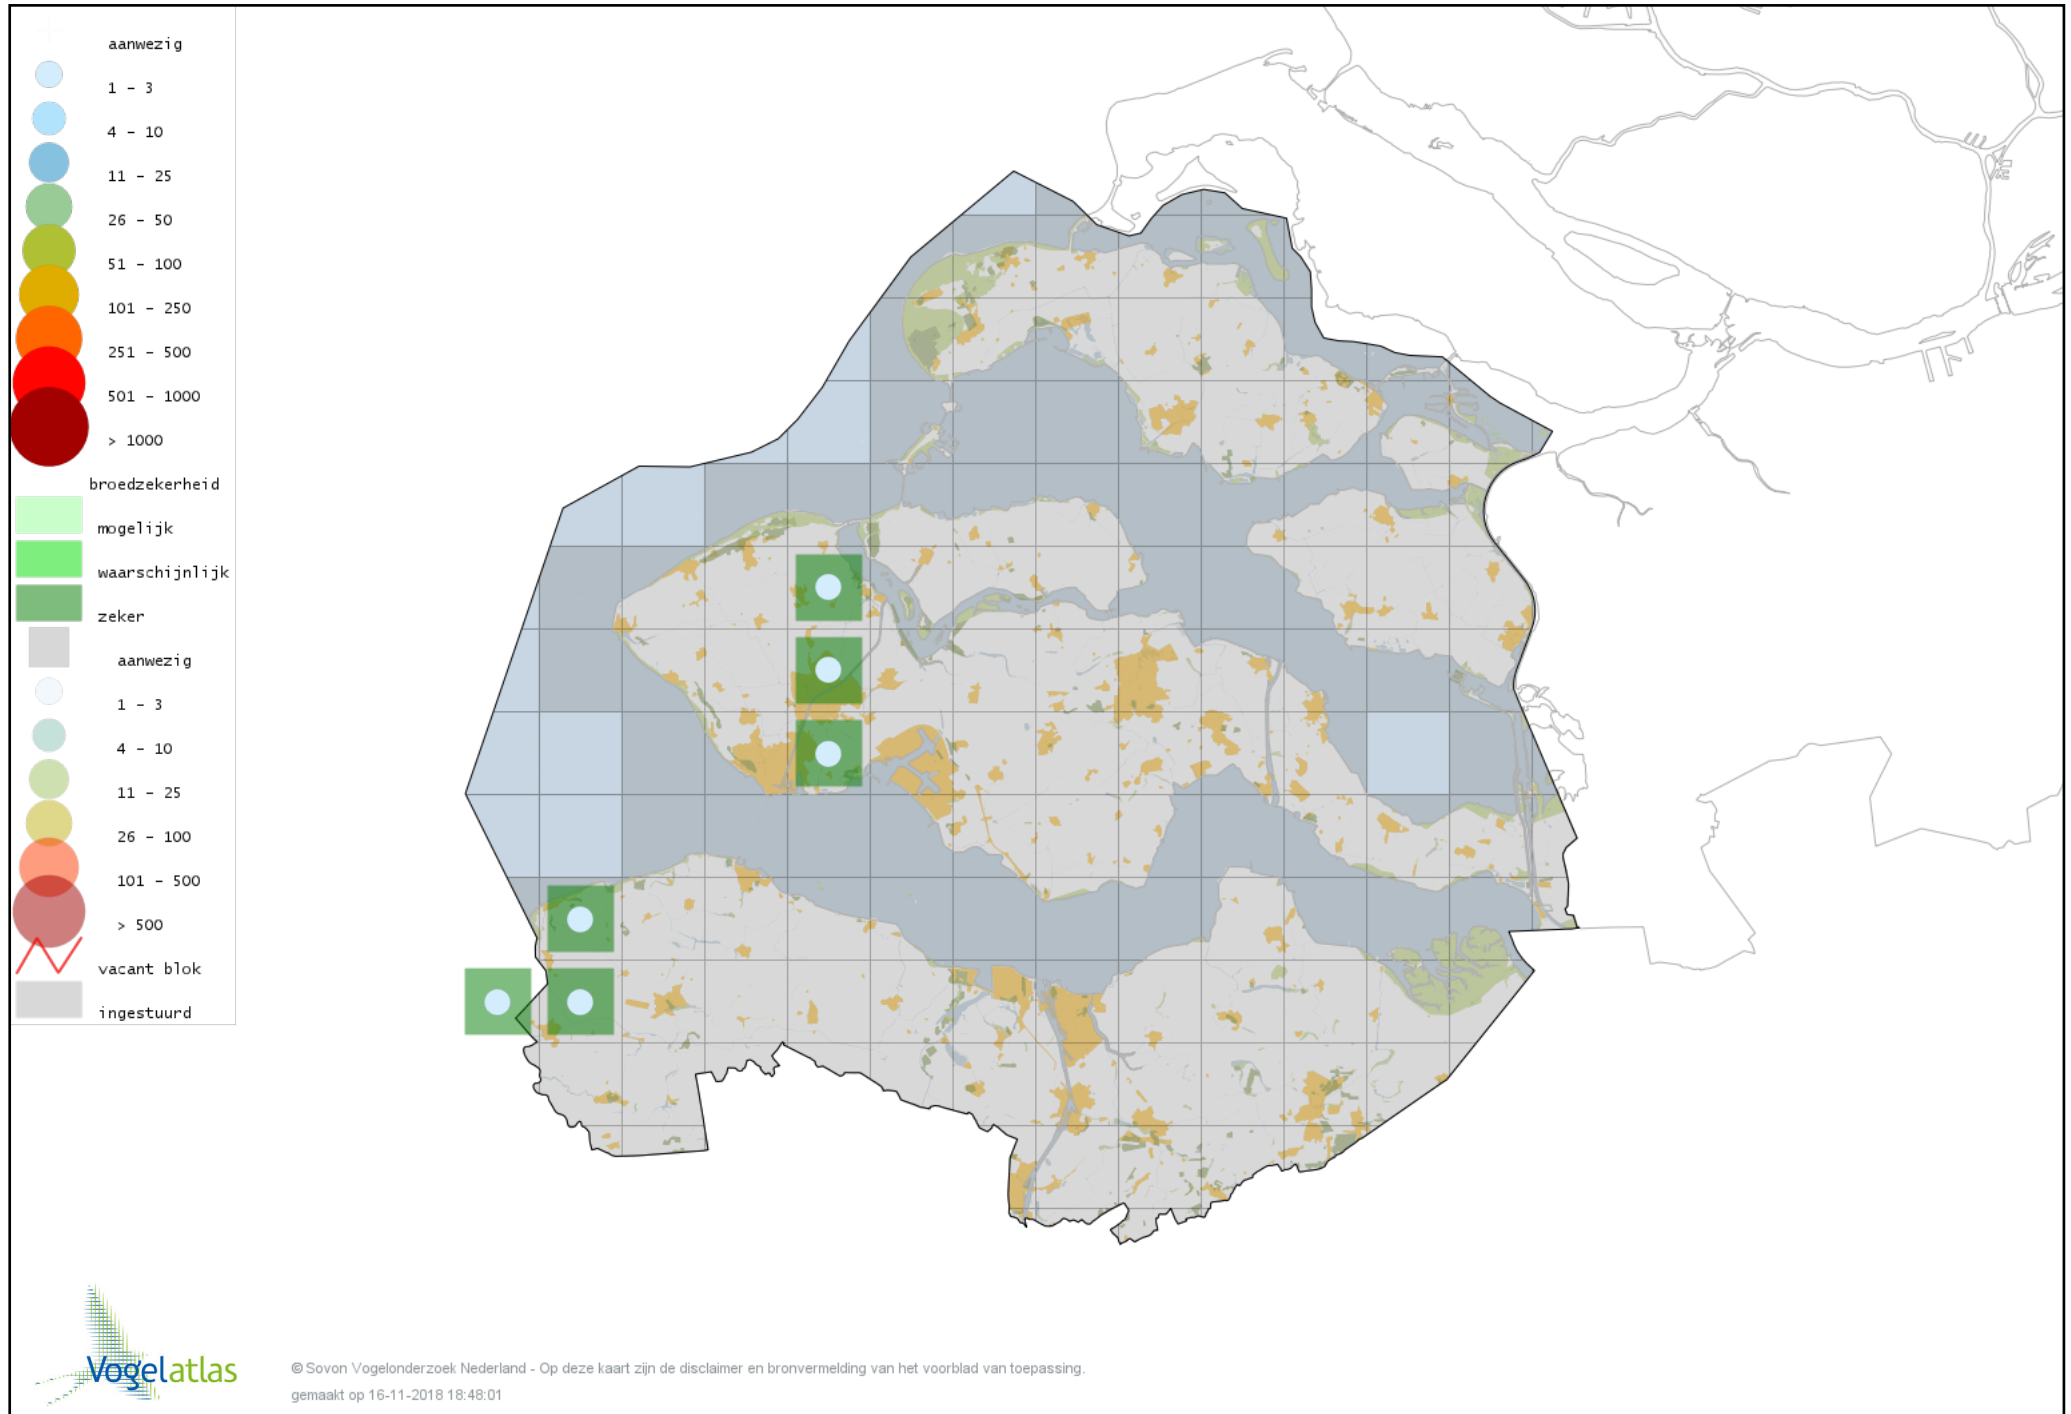 aanwezig
1 - 3
4 - 10
11 - 25
26 - 50
51 - 100
101 - 250
251 - 500
501 - 1000
> 1000
broedzekerheid
mogelijk
waarschijnlijk
zeker
aanwezig
1 - 3
4 - 10
11 - 25
26 - 100
101 - 500
> 500
vacant blok
ingestuurd
Vogelatlas
© Sovon Vogelonderzoek Nederland - Op deze kaart zijn de disclaimer en bronvermelding van het voorblad van toepassing.
gemaakt op 16-11-2018 18:48:01